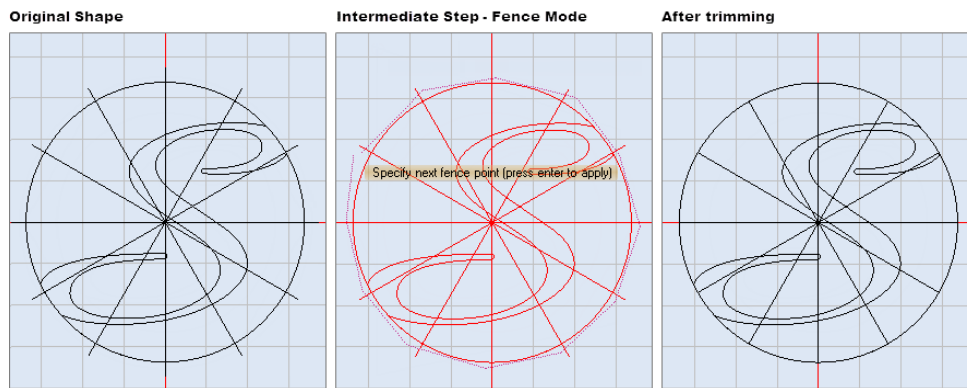 Original Shape
Intermediate Step - Fence Mode
After trimming
Specify next fence point (press enter to apply)